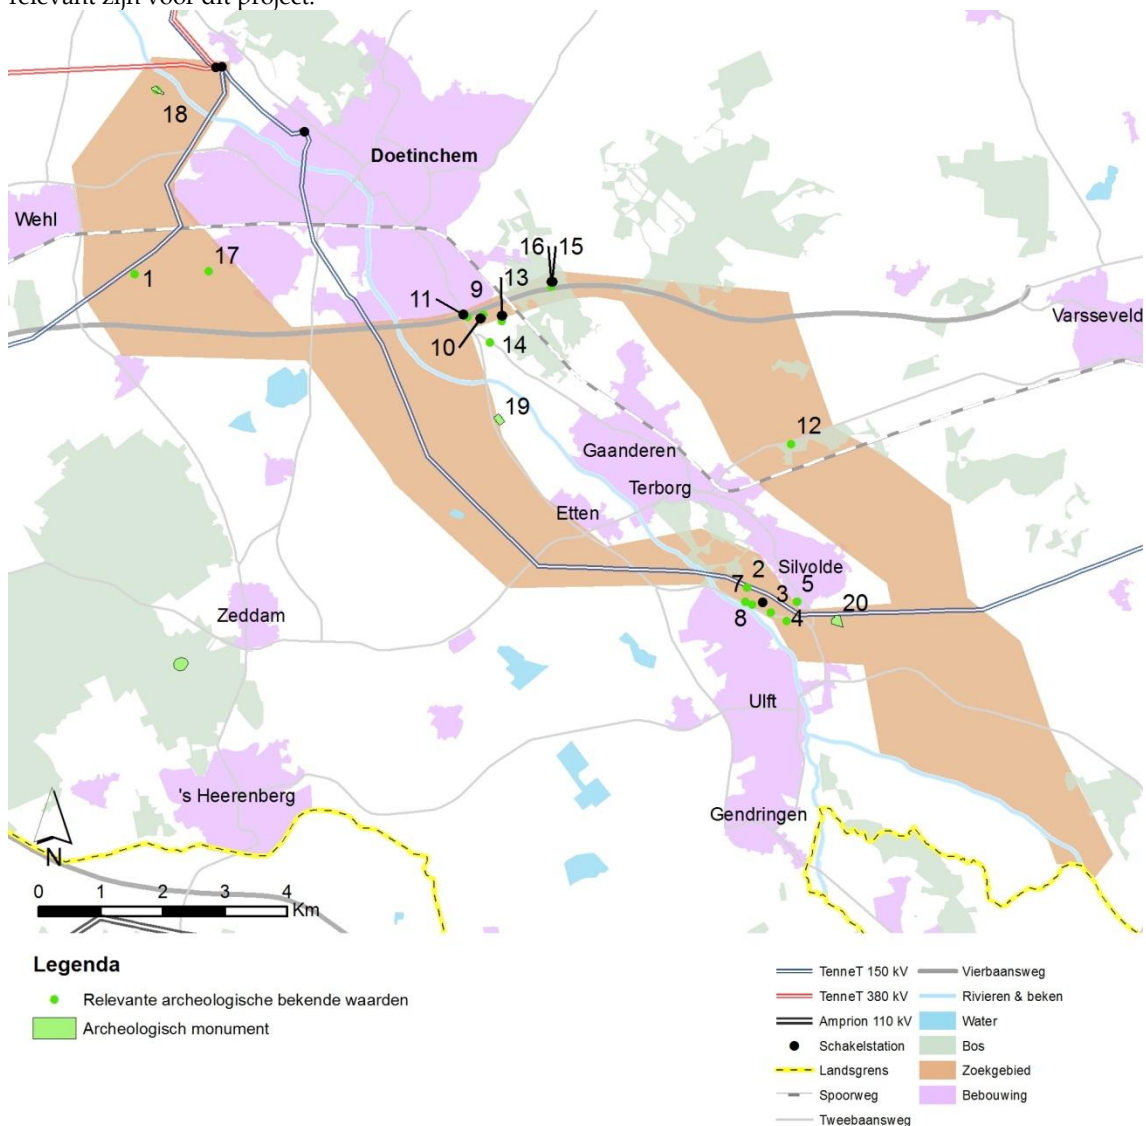 relevant zijn voor dit project.
18
Doetinchem
Wehl
1
17
16 15
13
9
11
10
14
Varsseveld
19
12
Gaanderen
Terborg
Etten
Silvolde
2
7
3
5
8
4
20
Zeddam
Ulft
's Heerenberg
Gendringen
N
0 1 2 3 4
Km
Legenda
Relevante archeologische bekende waarden
Archeologisch monument
TenneT 150 kV
TenneT 380 kV
Amprion 110 kV
Schakelstation
Landsgrens
Spoorweg
Tweebaansweg
Vierbaansweg
Rivieren & beken
Water
Bos
Zoekgebied
Bebouwing